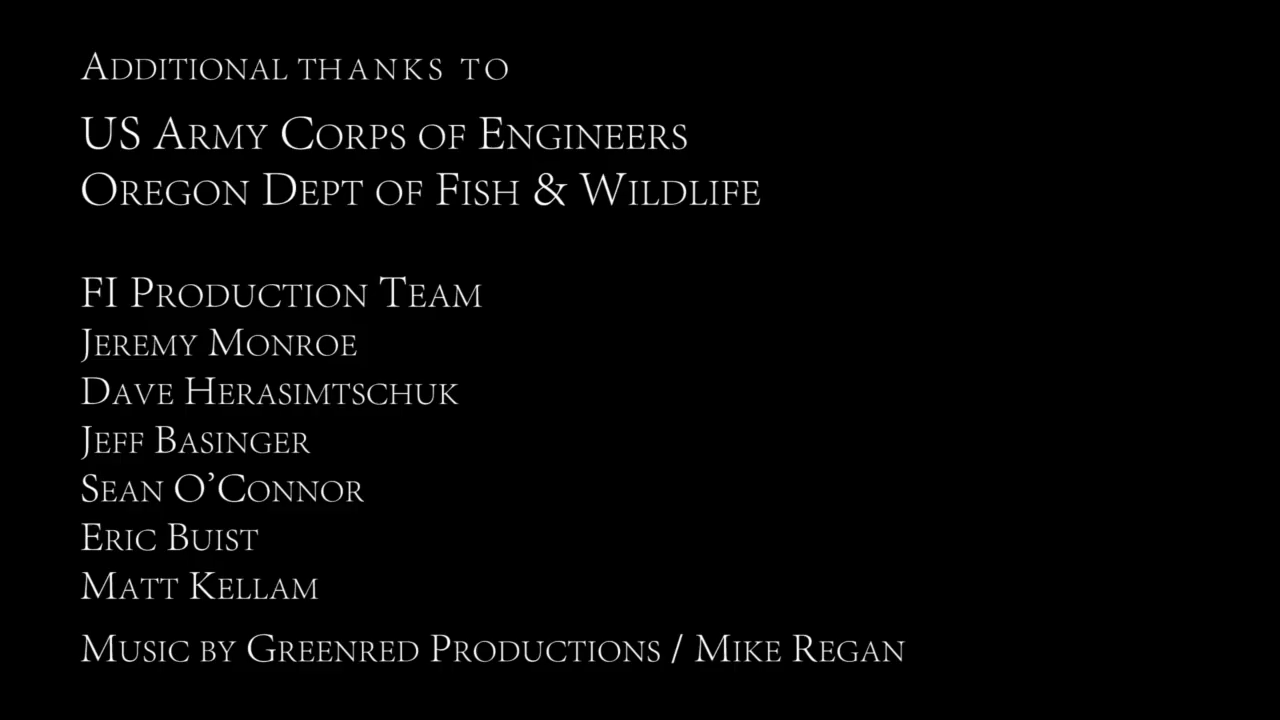 Additional thanks to
US Army Corps of Engineers
Oregon Dept of Fish & Wildlife
FI Production Team
Jeremy Monroe
Dave Herasimtschuk
Jeff Basinger
Sean O’Connor
Eric Buist
Matt Kellam
Music by Greenred Productions / Mike Regan